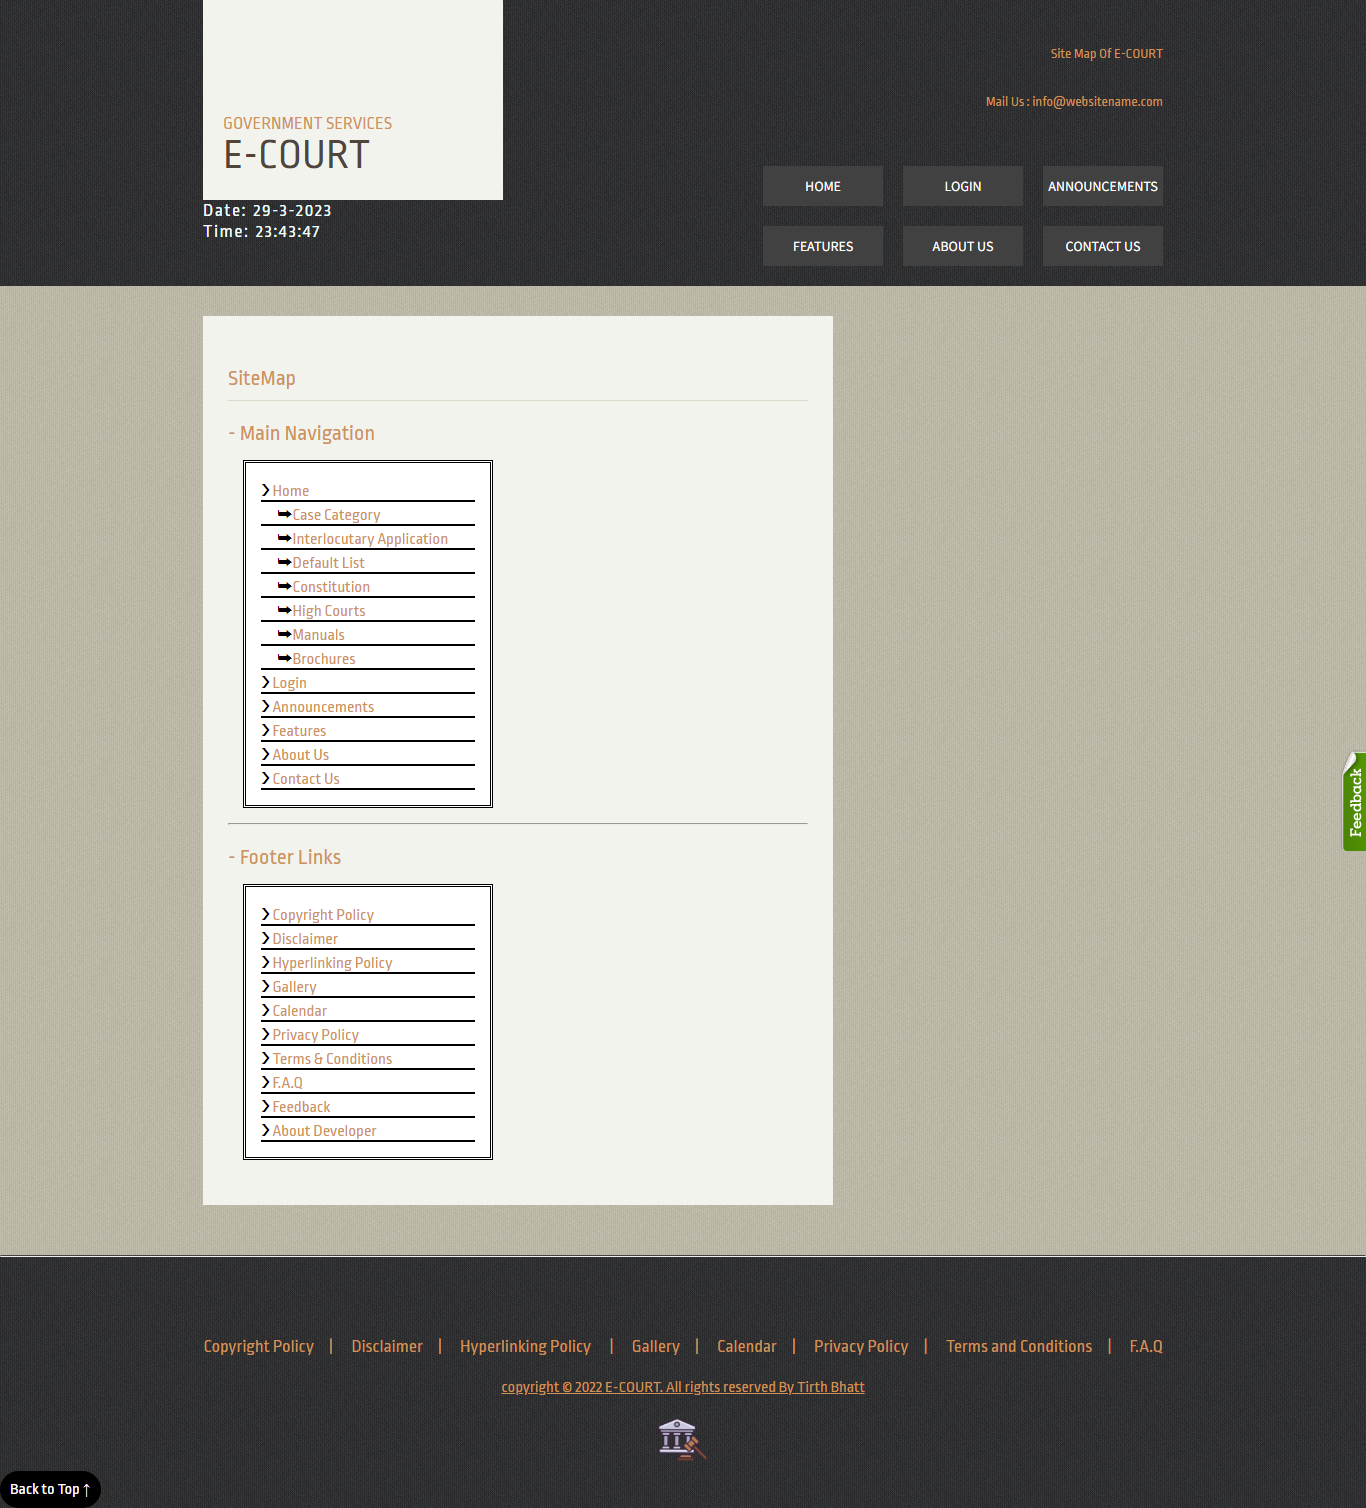 Site Map Of E-COURT
Mail Us : info@websitename.com
GOVERNMENT SERVICES
E-COURT
Date: 29-3-2023
Time: 23:43:47
HOME LOGIN ANNOUNCEMENTS
FEATURES ABOUT US CONTACT US
SiteMap
- Main Navigation
Home
Case Category
Interlocutary Application
Default List
Constitution
High Courts
Manuals
Brochures
Login
Announcements
Features
About Us
Contact Us
Feedback
- Footer Links
Copyright Policy
Disclaimer
Hyperlinking Policy
Gallery
Calendar
Privacy Policy
Terms & Conditions
F.A.Q
Feedback
About Developer
Copyright Policy | Disclaimer | Hyperlinking Policy | Gallery | Calendar | Privacy Policy | Terms and Conditions | F.A.Q
copyright © 2022 E-COURT. All rights reserved By Tirth Bhatt
Back to Top ↑